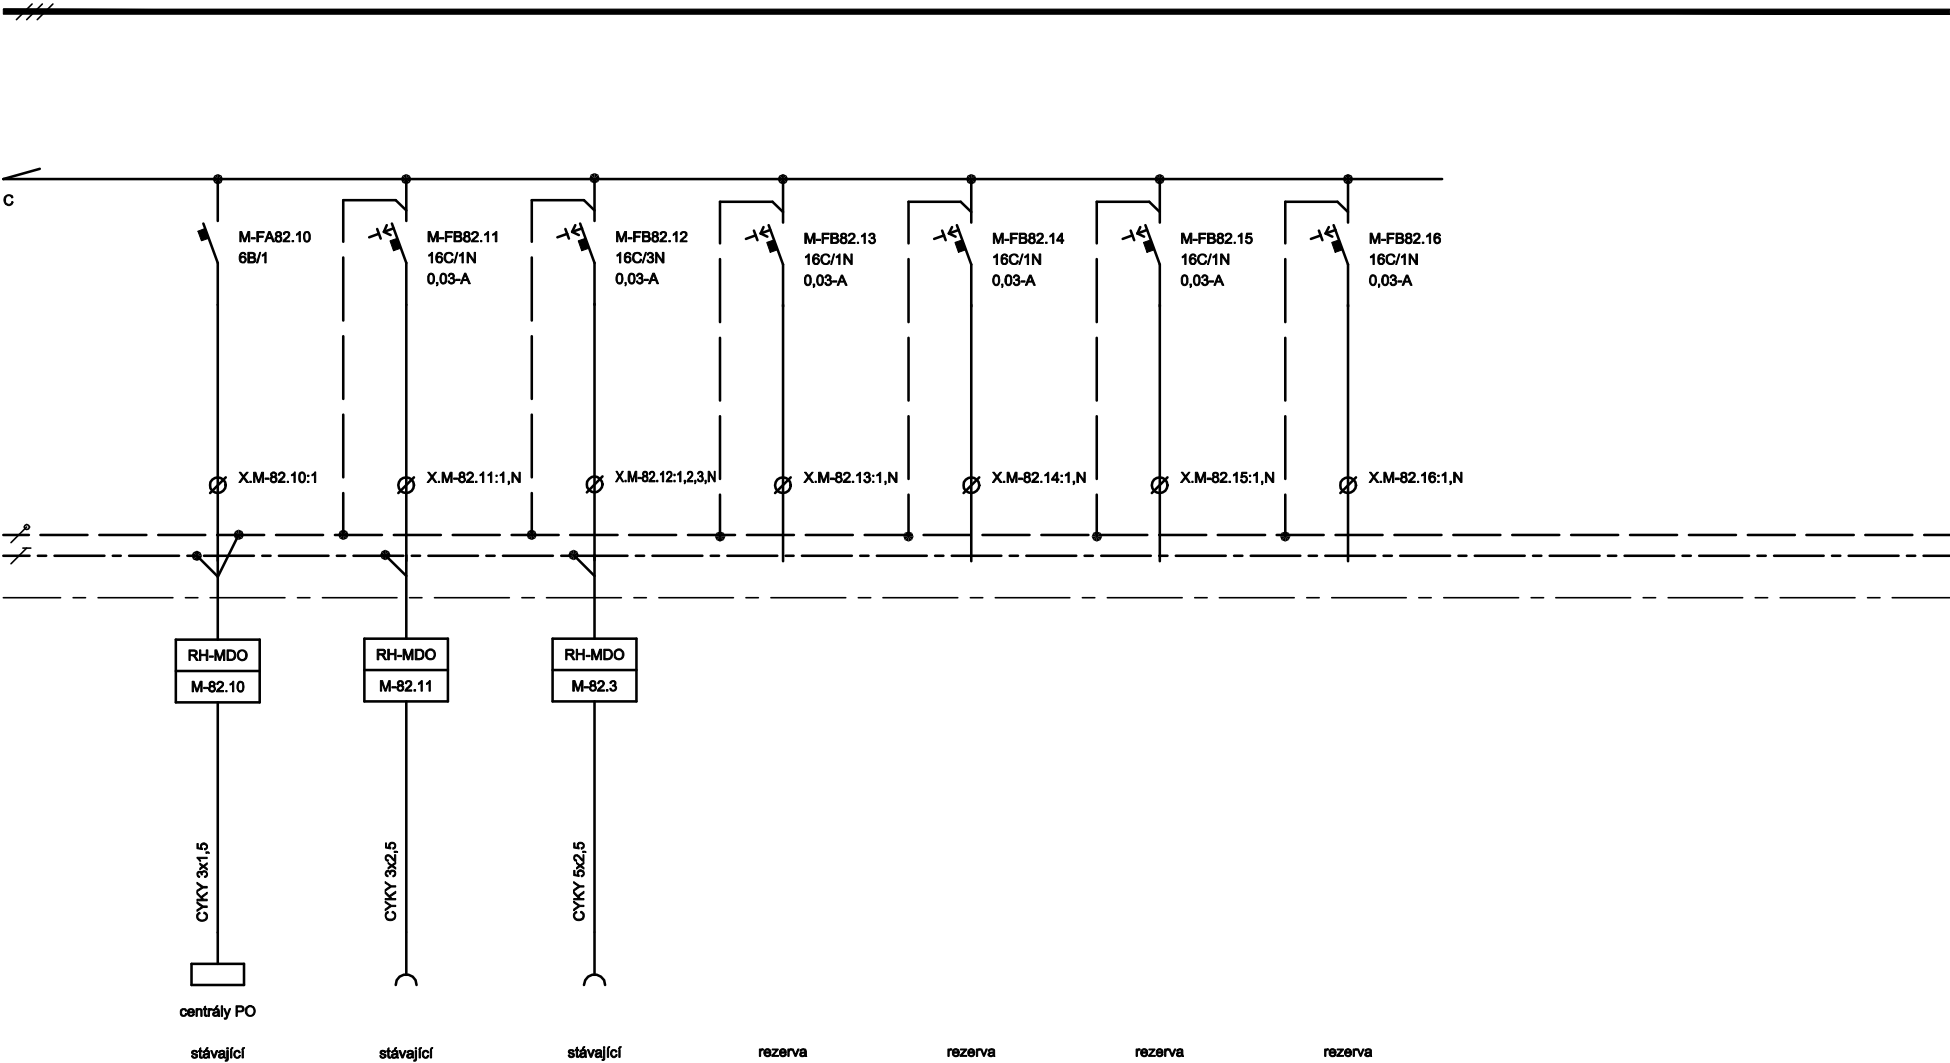 C
M-FA82.10
6B/1
M-FB82.11
16C/1N
0,03-A
M-FB82.12
16C/3N
0,03-A
M-FB82.13
16C/1N
0,03-A
M-FB82.14
16C/1N
0,03-A
M-FB82.15
16C/1N
0,03-A
M-FB82.16
16C/1N
0,03-A
X.M-82.10:1
X.M-82.11:1,N
X.M-82.12:1,2,3,N
X.M-82.13:1,N
X.M-82.14:1,N
X.M-82.15:1,N
X.M-82.16:1,N
RH-MDO
M-82.10
RH-MDO
M-82.11
RH-MDO
M-82.3
CYKY 3x1,5
CYKY 3x2,5
CYKY 5x2,5
centrály PO
stávající
stávající
stávající
rezerva
rezerva
rezerva
rezerva